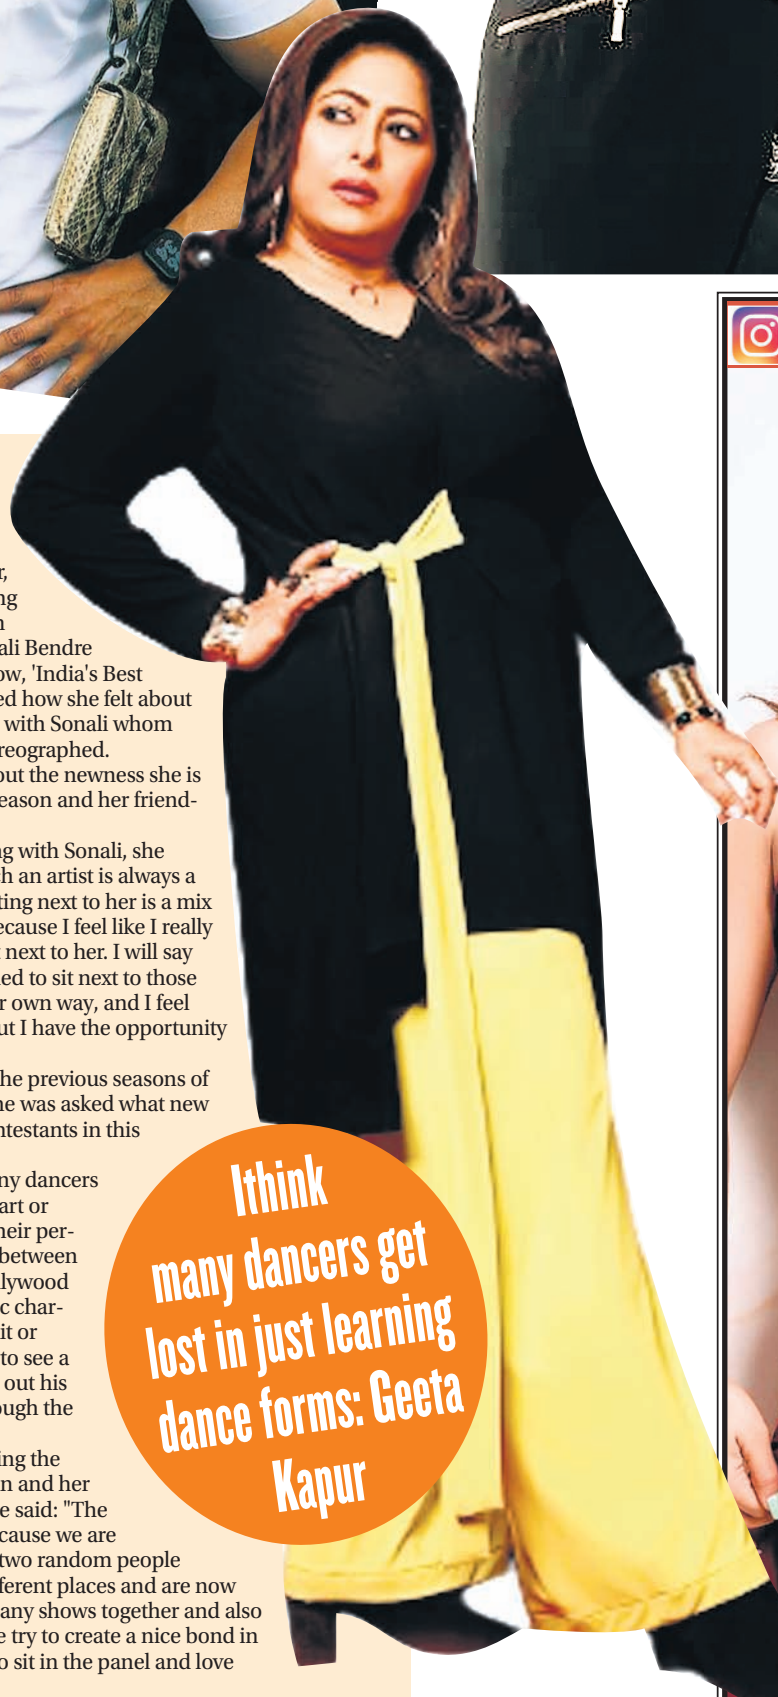 r,
ng
n
ali Bendre
ow, 'India's Best
ed how she felt about
with Sonali whom
reographed.
out the newness she is
eason and her friend-
ng with Sonali, she
ch an artist is always a
ting next to her is a mix
ecause I feel like I really
t next to her. I will say
ed to sit next to those
r own way, and I feel
ut I have the opportunity
he previous seasons of
he was asked what new
ntestants in this
ny dancers
art or
heir per-
between
llywood
c char-
it or
to see a
out his
ough the
ing the
n and her
e said: "The
cause we are
two random people
fferent places and are now
any shows together and also
e try to create a nice bond in
o sit in the panel and love
Ithink
many dancers get
lost in just learning
dance forms: Geeta
Kapur